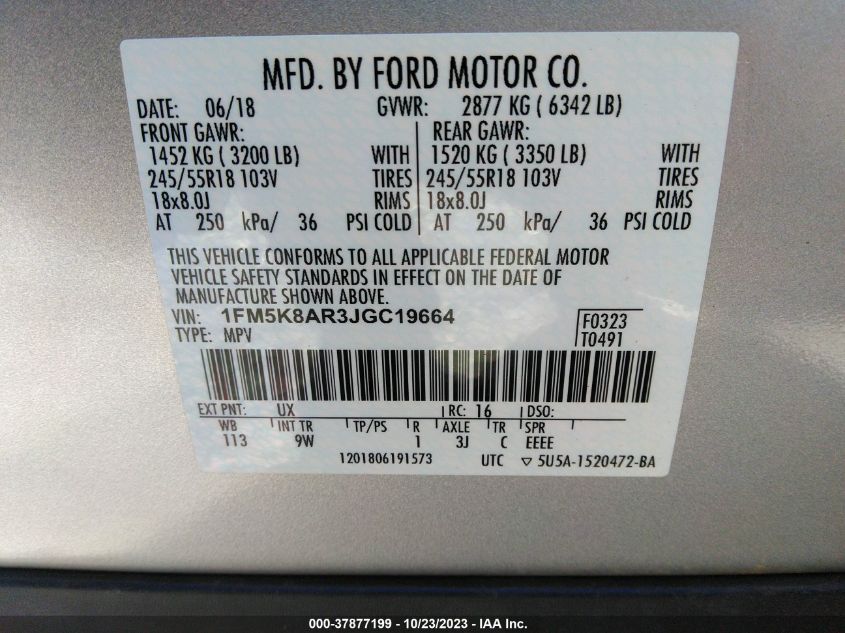 MFD. BY FORD MOTOR CO.
DATE: 06/18 GVWR: 2877 KG ( 6342 LB)
FRONT GAWR: REAR GAWR:
1452 KG ( 3200 LB) WITH 1520 KG ( 3350 LB) WITH
245/55R18 103V TIRES 245/55R18 103V TIRES
18x8.0J RIMS 18x8.0J RIMS
AT 250 kPa/ 36 PSI COLD AT 250 kPa/ 36 PSI COLD
THIS VEHICLE CONFORMS TO ALL APPLICABLE FEDERAL MOTOR
VEHICLE SAFETY STANDARDS IN EFFECT ON THE DATE OF
MANUFACTURE SHOWN ABOVE.
VIN: 1FM5K8AR3JGC19664 F0323
TYPE: MPV T0491
EXT PNT: UX RC: 16 DSO:
WB INT TR TP/PS R AXLE TR SPR
113 9W 1 3J C EEEE
1201806191573 UTC ▽ 5U5A-1520472-BA
000-37877199 - 10/23/2023 - IAA Inc.